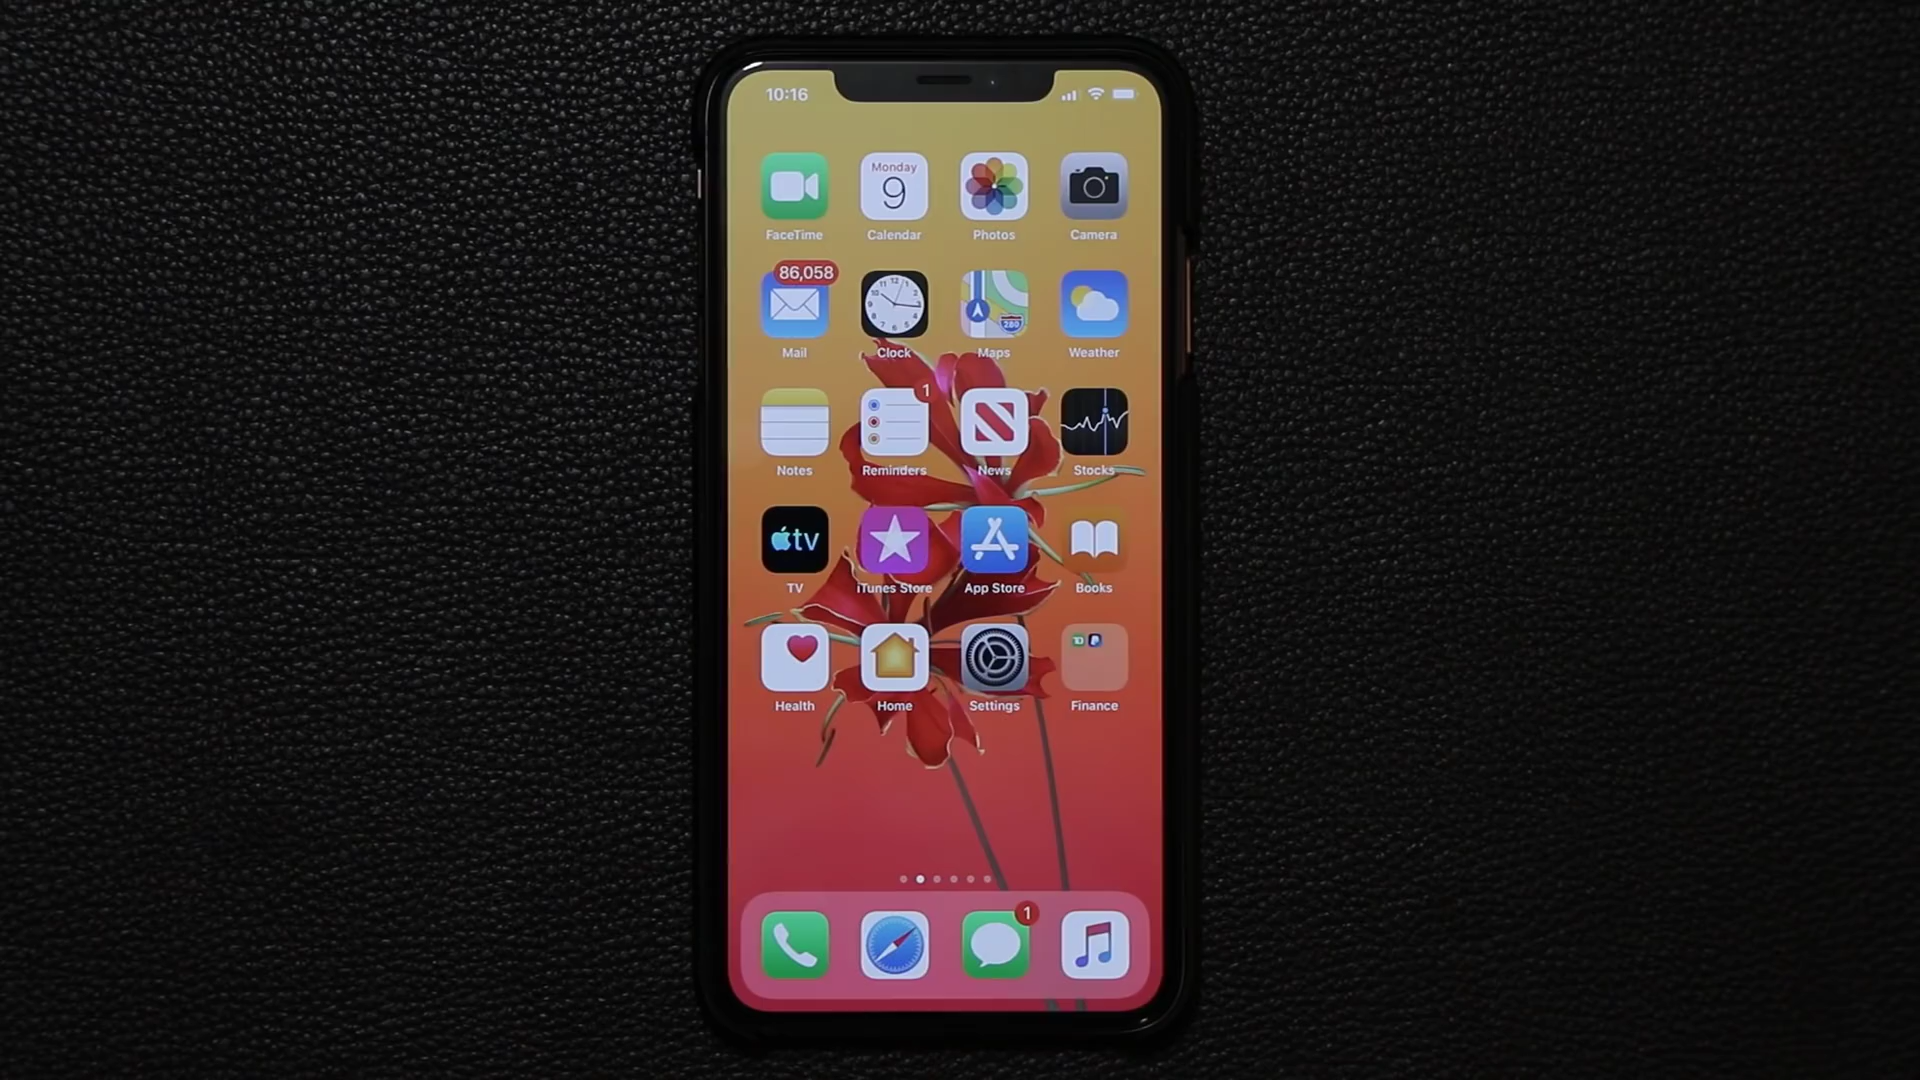 10:16
Monday
9
FaceTime
Calendar
Photos
Camera
86,058
280
Mail
Clock
Maps
Weather
1
Notes
Reminders
News
Stocks
tv
TV
iTunes Store
App Store
Books
Health
Home
Settings
Finance
1